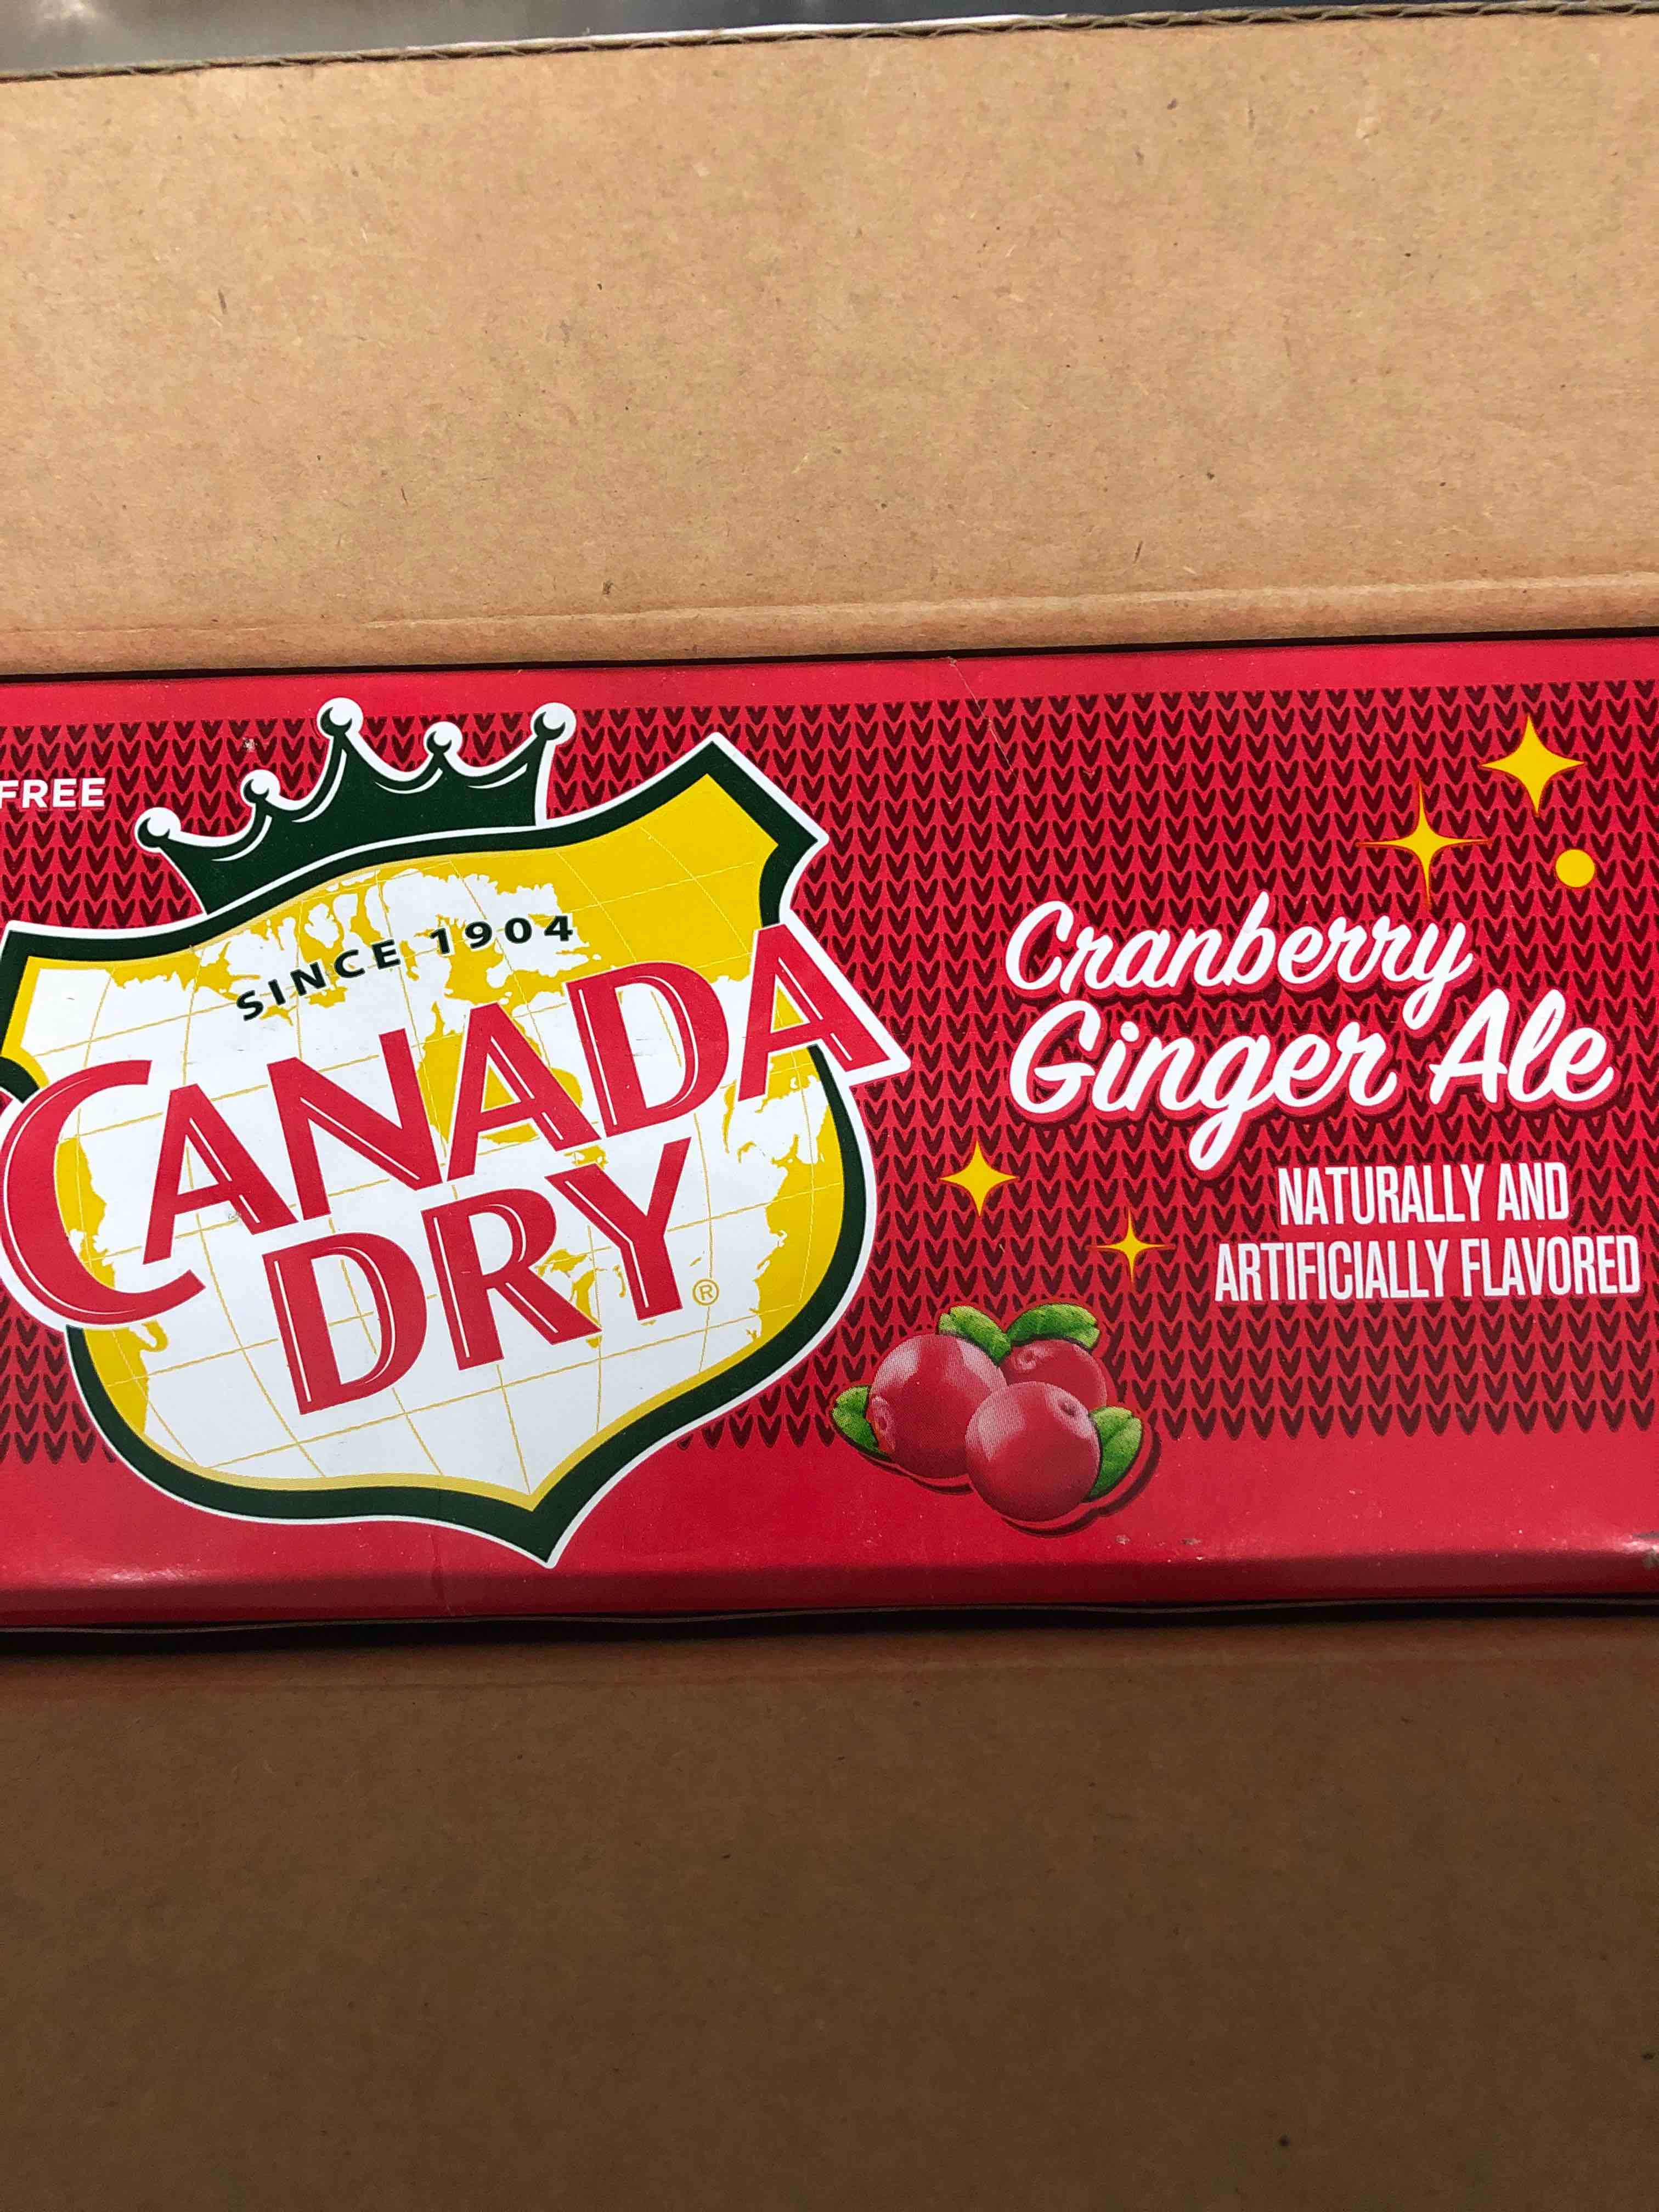 FREE
SINCE 1904
CANADA
DRY®
Cranberry
Ginger Ale
NATURALLY AND
ARTIFICIALLY FLAVORED